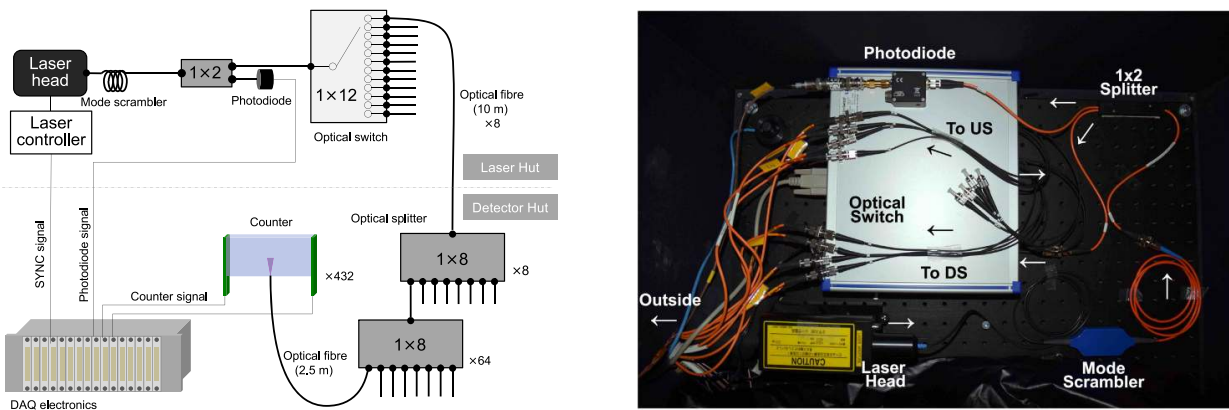 Laser
head
Mode scrambler
1×2
Photodiode
1×12
Optical switch
Optical fibre
(10 m)
×8
Laser
controller
Laser Hut
Detector Hut
SYNC signal
Photodiode signal
Counter
×432
Counter signal
Optical splitter
1×8
×8
1×8
×64
Optical fibre
(2,5 m)
DAQ electronics
Photodiode
1x2
Splitter
To US
Optical
Switch
To DS
Outside
CAUTION
Laser
Head
Mode
Scrambler